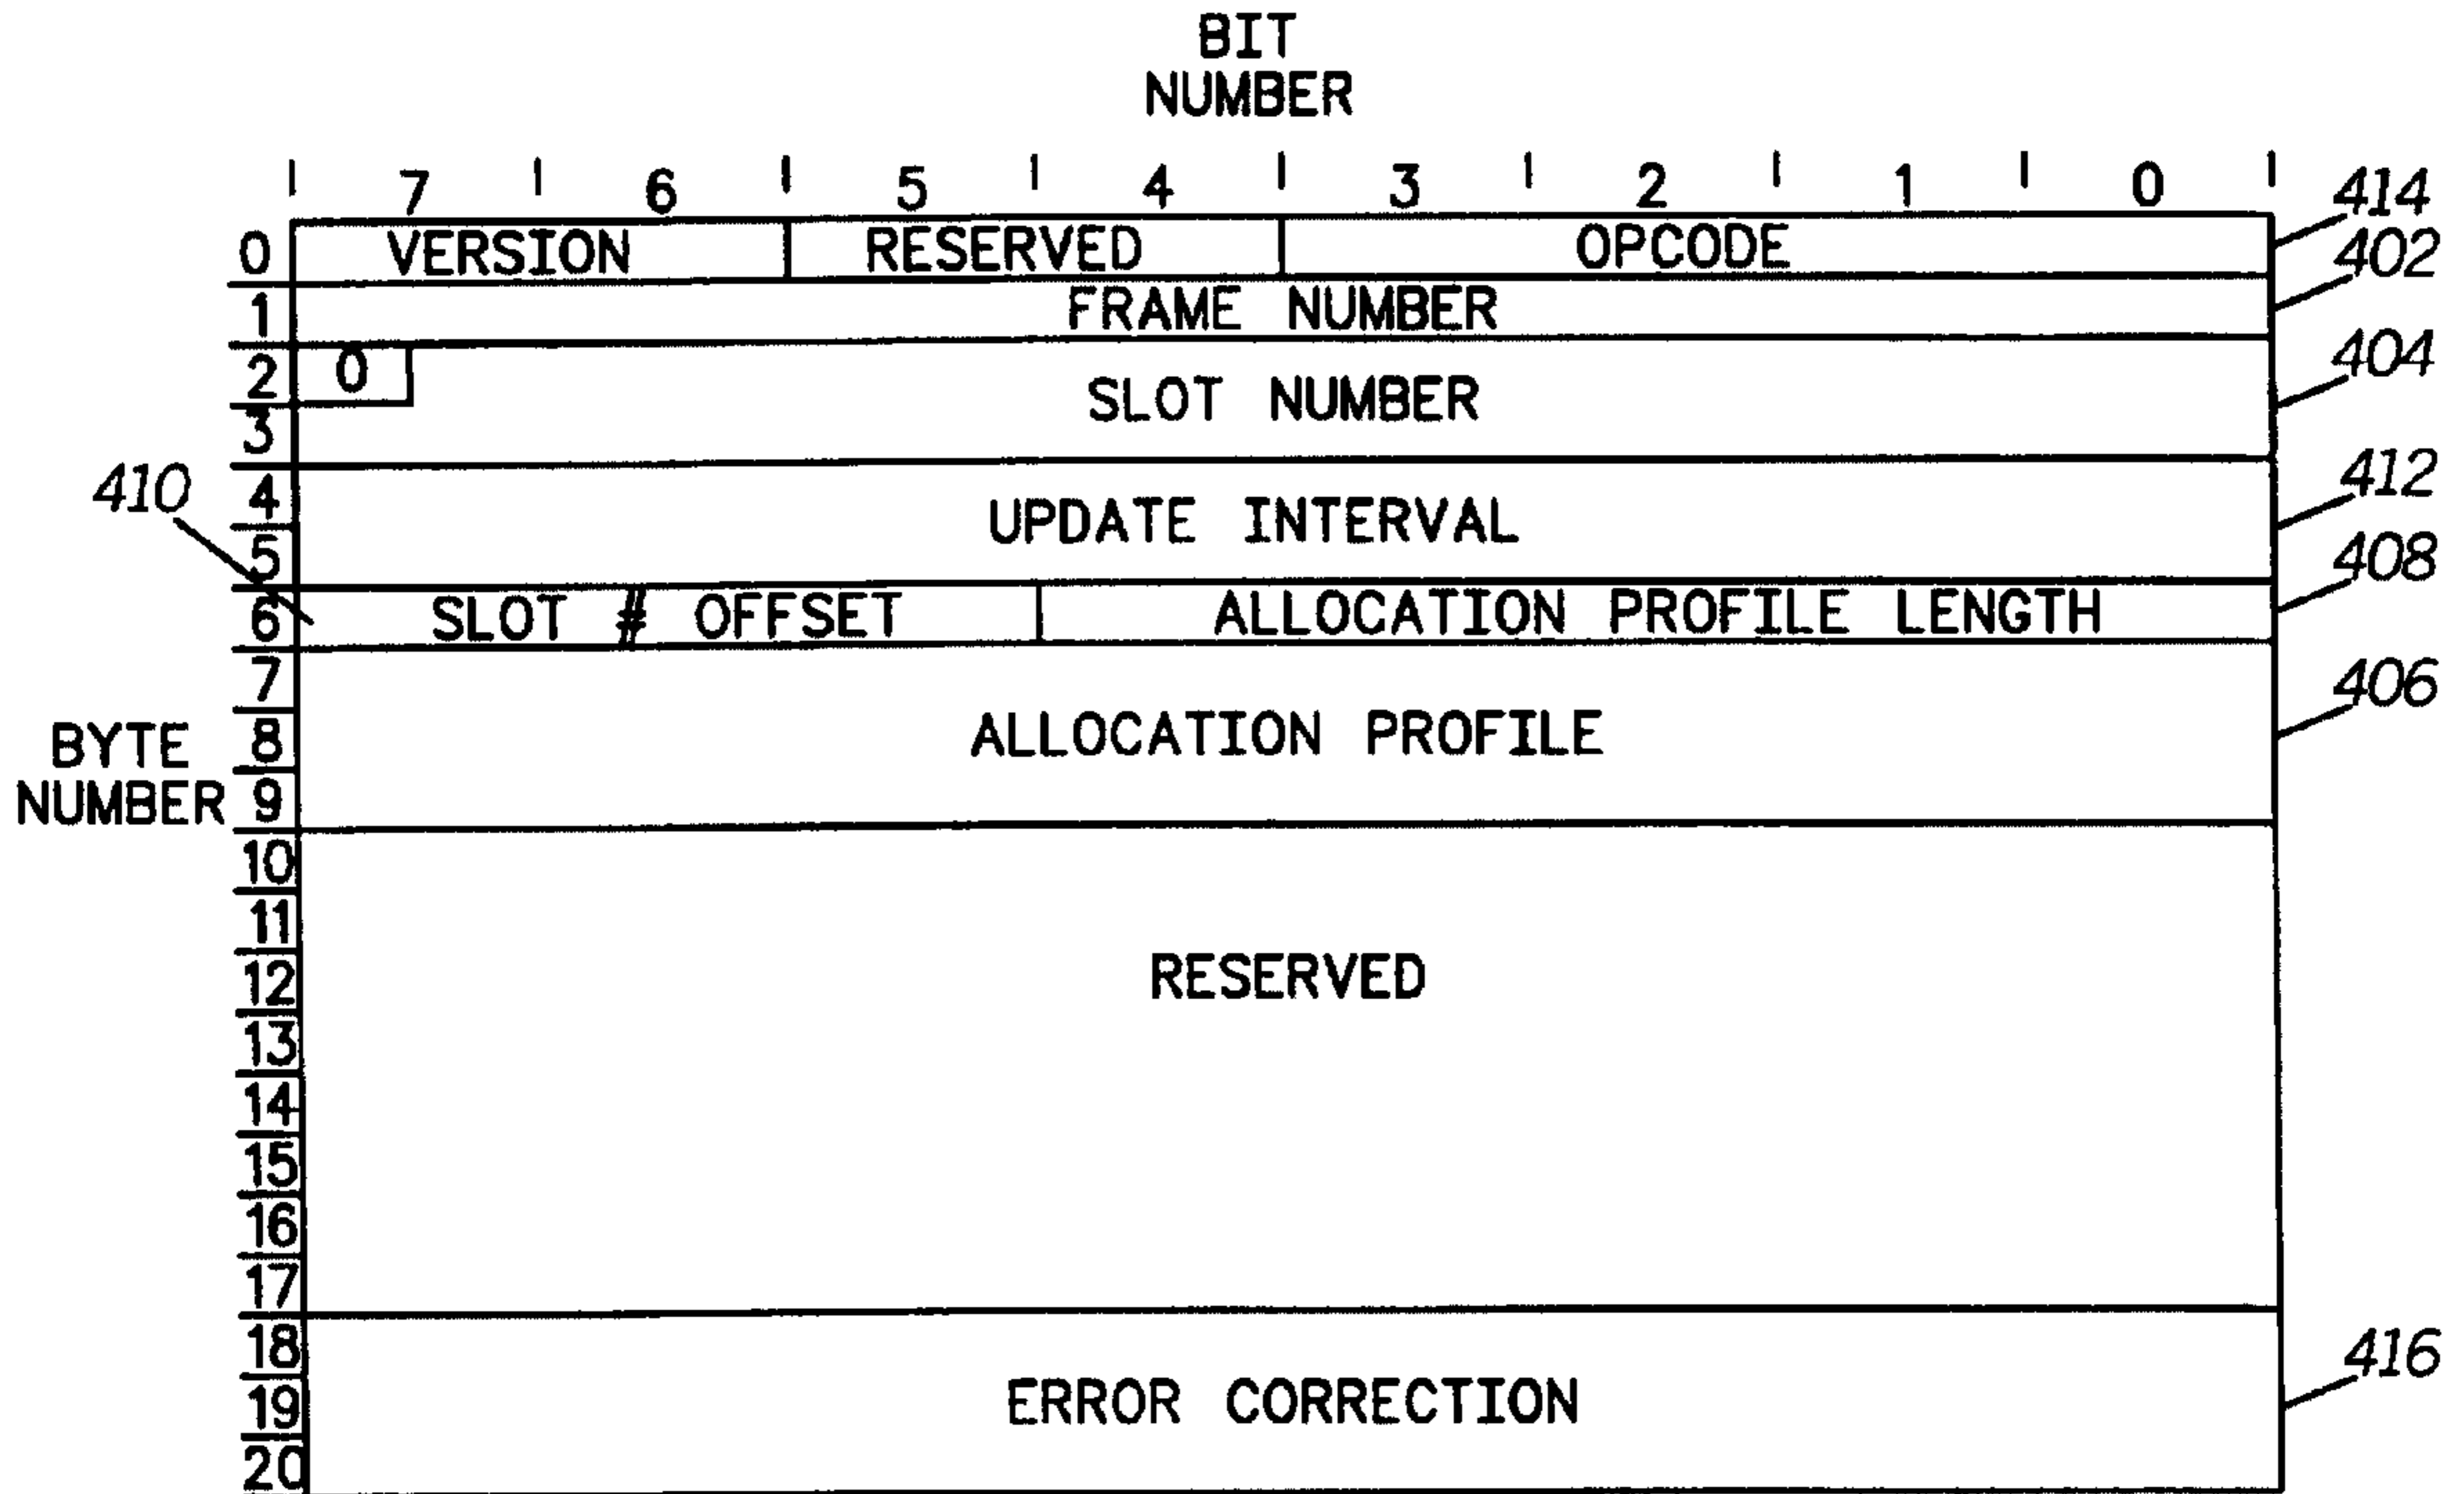 BIT
NUMBER
7 6 5 4 3 2 1 0
414
0 VERSION RESERVED OPCODE
402
1 FRAME NUMBER
2 0
404
SLOT NUMBER
3
412
410
4
UPDATE INTERVAL
5
408
6 SLOT # OFFSET ALLOCATION PROFILE LENGTH
7
406
BYTE
NUMBER
8 ALLOCATION PROFILE
9
10
11
12 RESERVED
13
14
15
16
17
18
416
19 ERROR CORRECTION
20